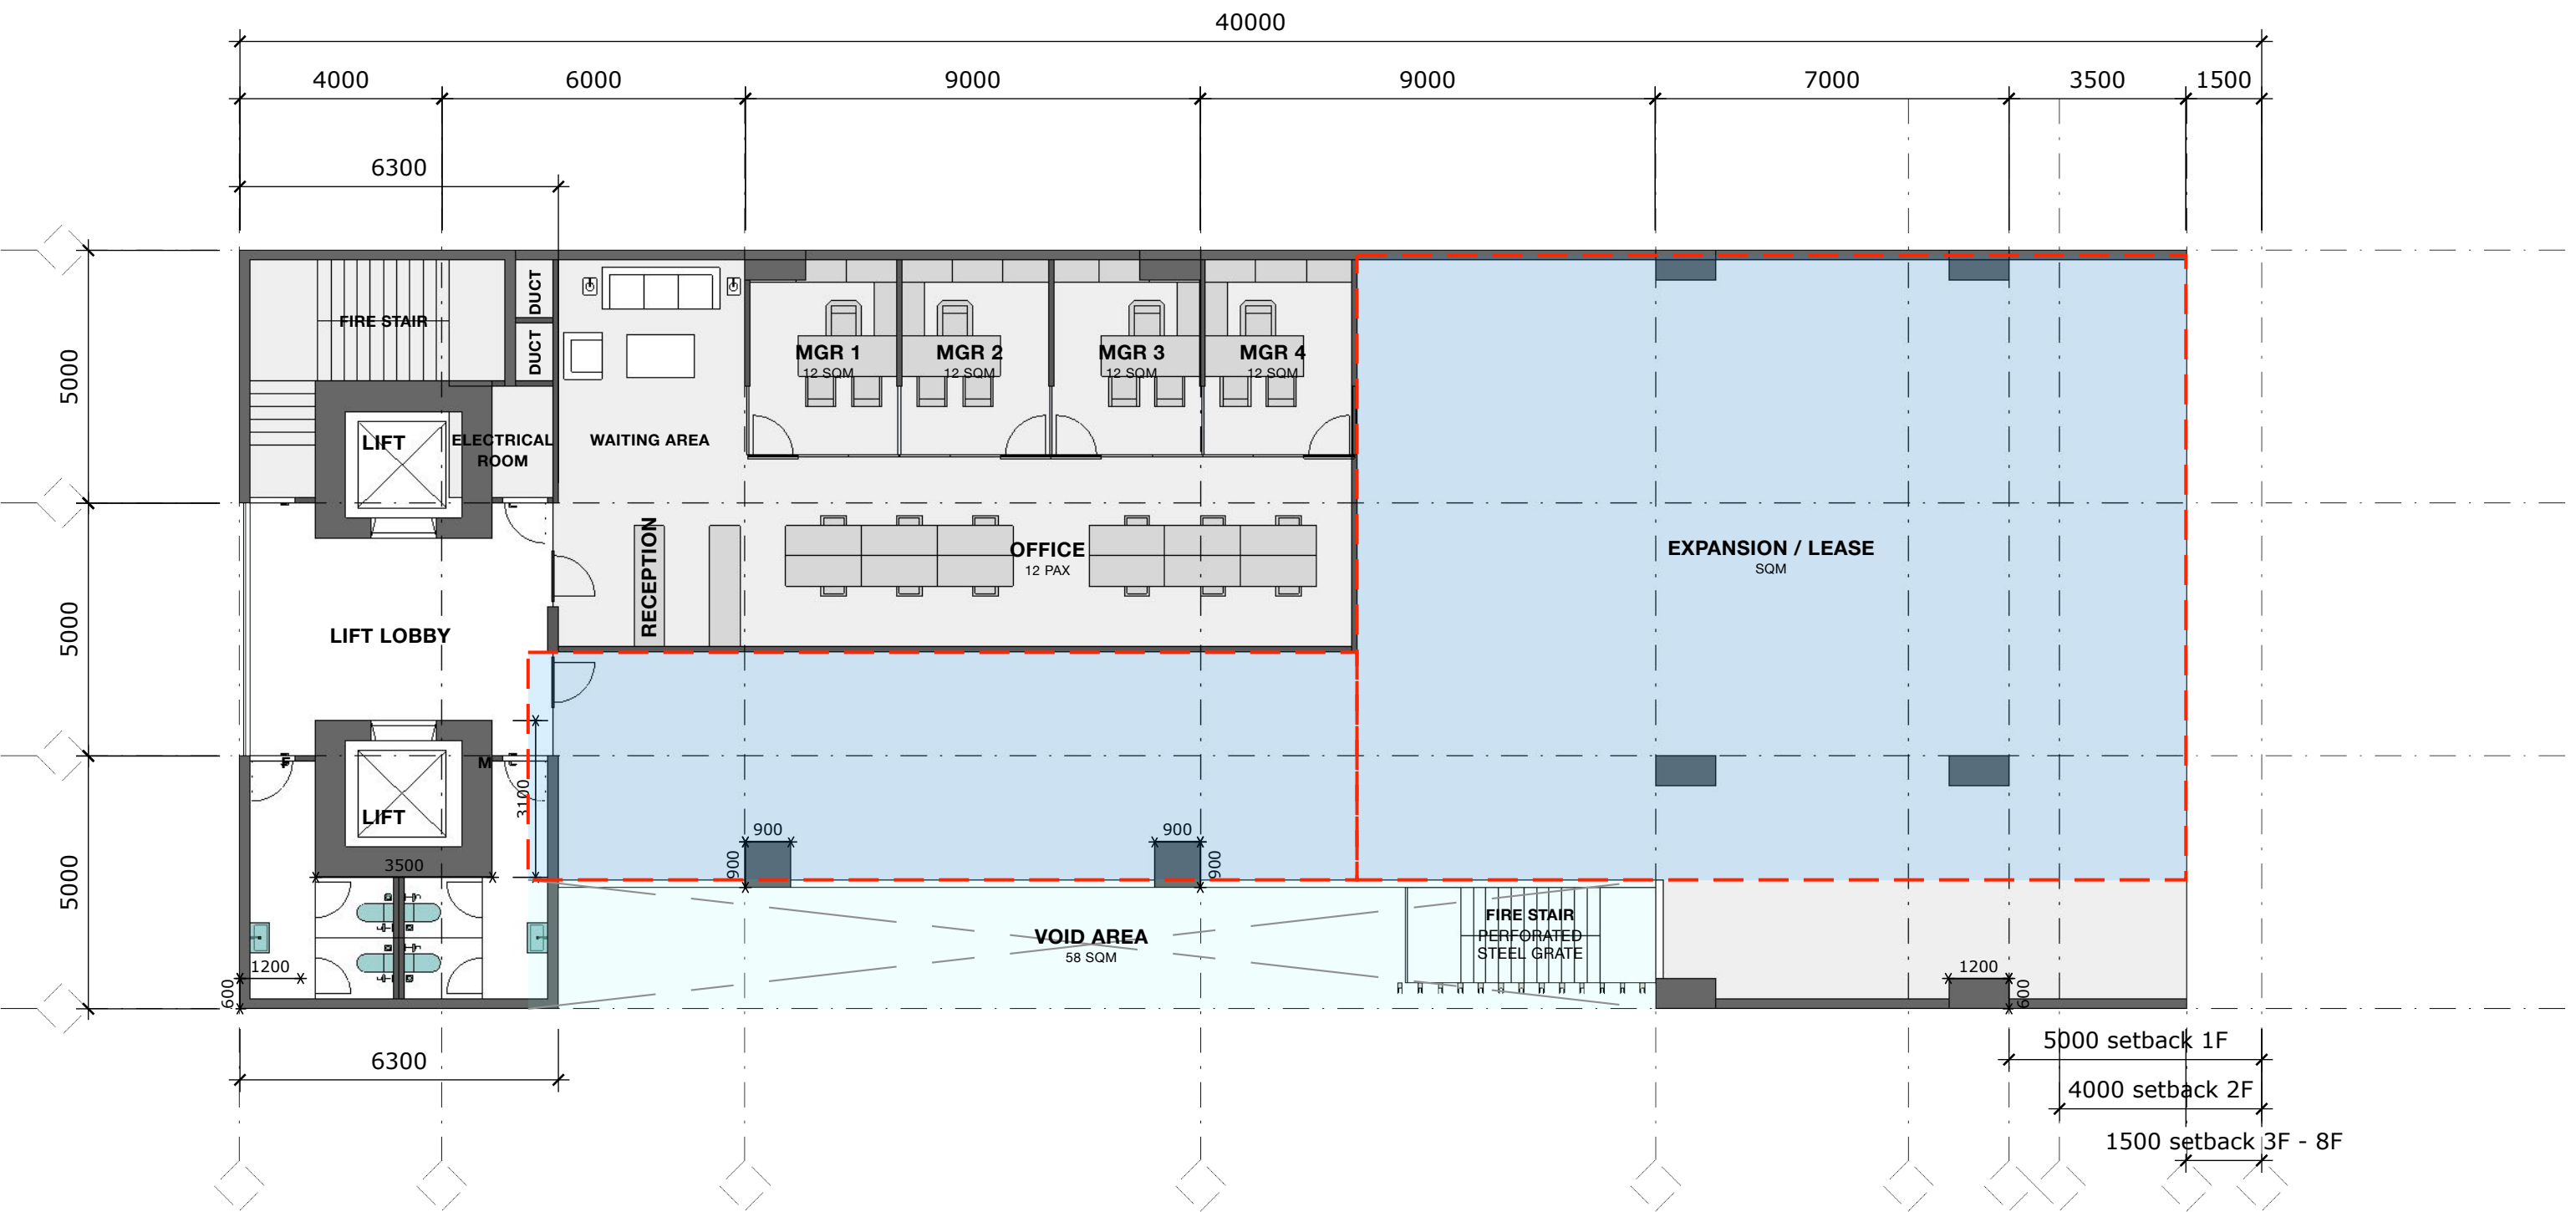 40000
4000 6000 9000 9000 7000 3500 1500
6300
5000
5000
5000
DUCT
DUCT
FIRE STAIR
MGR 1
12 SQM
MGR 2
12 SQM
MGR 3
12 SQM
MGR 4
12 SQM
LIFT
ELECTRICAL
ROOM
WAITING AREA
RECEPTION
OFFICE
12 PAX
EXPANSION / LEASE
SQM
LIFT LOBBY
M
LIFT
3100
3500
900
900
900
900
1200
600
VOID AREA
58 SQM
FIRE STAIR
PERFORATED
STEEL GRATE
1200
600
6300
5000 setback 1F
4000 setback 2F
1500 setback 3F - 8F